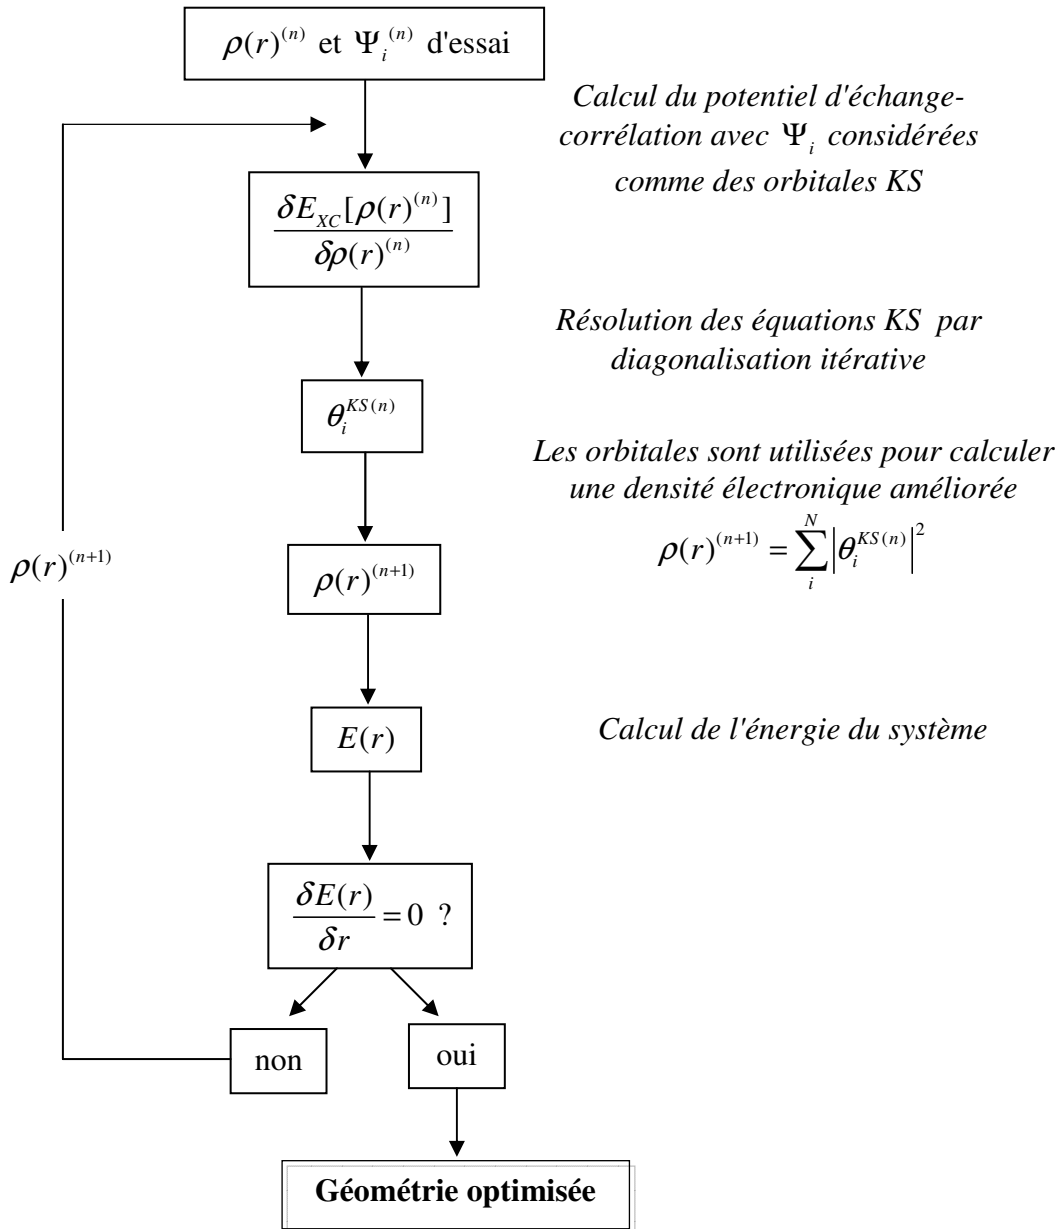 ρ(r)^(n) et Ψ_i^(n) d'essai
Calcul du potentiel d'échange-
corrélation avec Ψ_i considérées
comme des orbitales KS
δE_XC[ρ(r)^(n)]
δρ(r)^(n)
Résolution des équations KS par
diagonalisation itérative
θ_i^KS(n)
Les orbitales sont utilisées pour calculer
une densité électronique améliorée
ρ(r)^(n+1) = ∑_i^N |θ_i^KS(n)|^2
ρ(r)^(n+1)
ρ(r)^(n+1)
E(r)
Calcul de l'énergie du système
δE(r)
δr
= 0 ?
non
oui
Géométrie optimisée